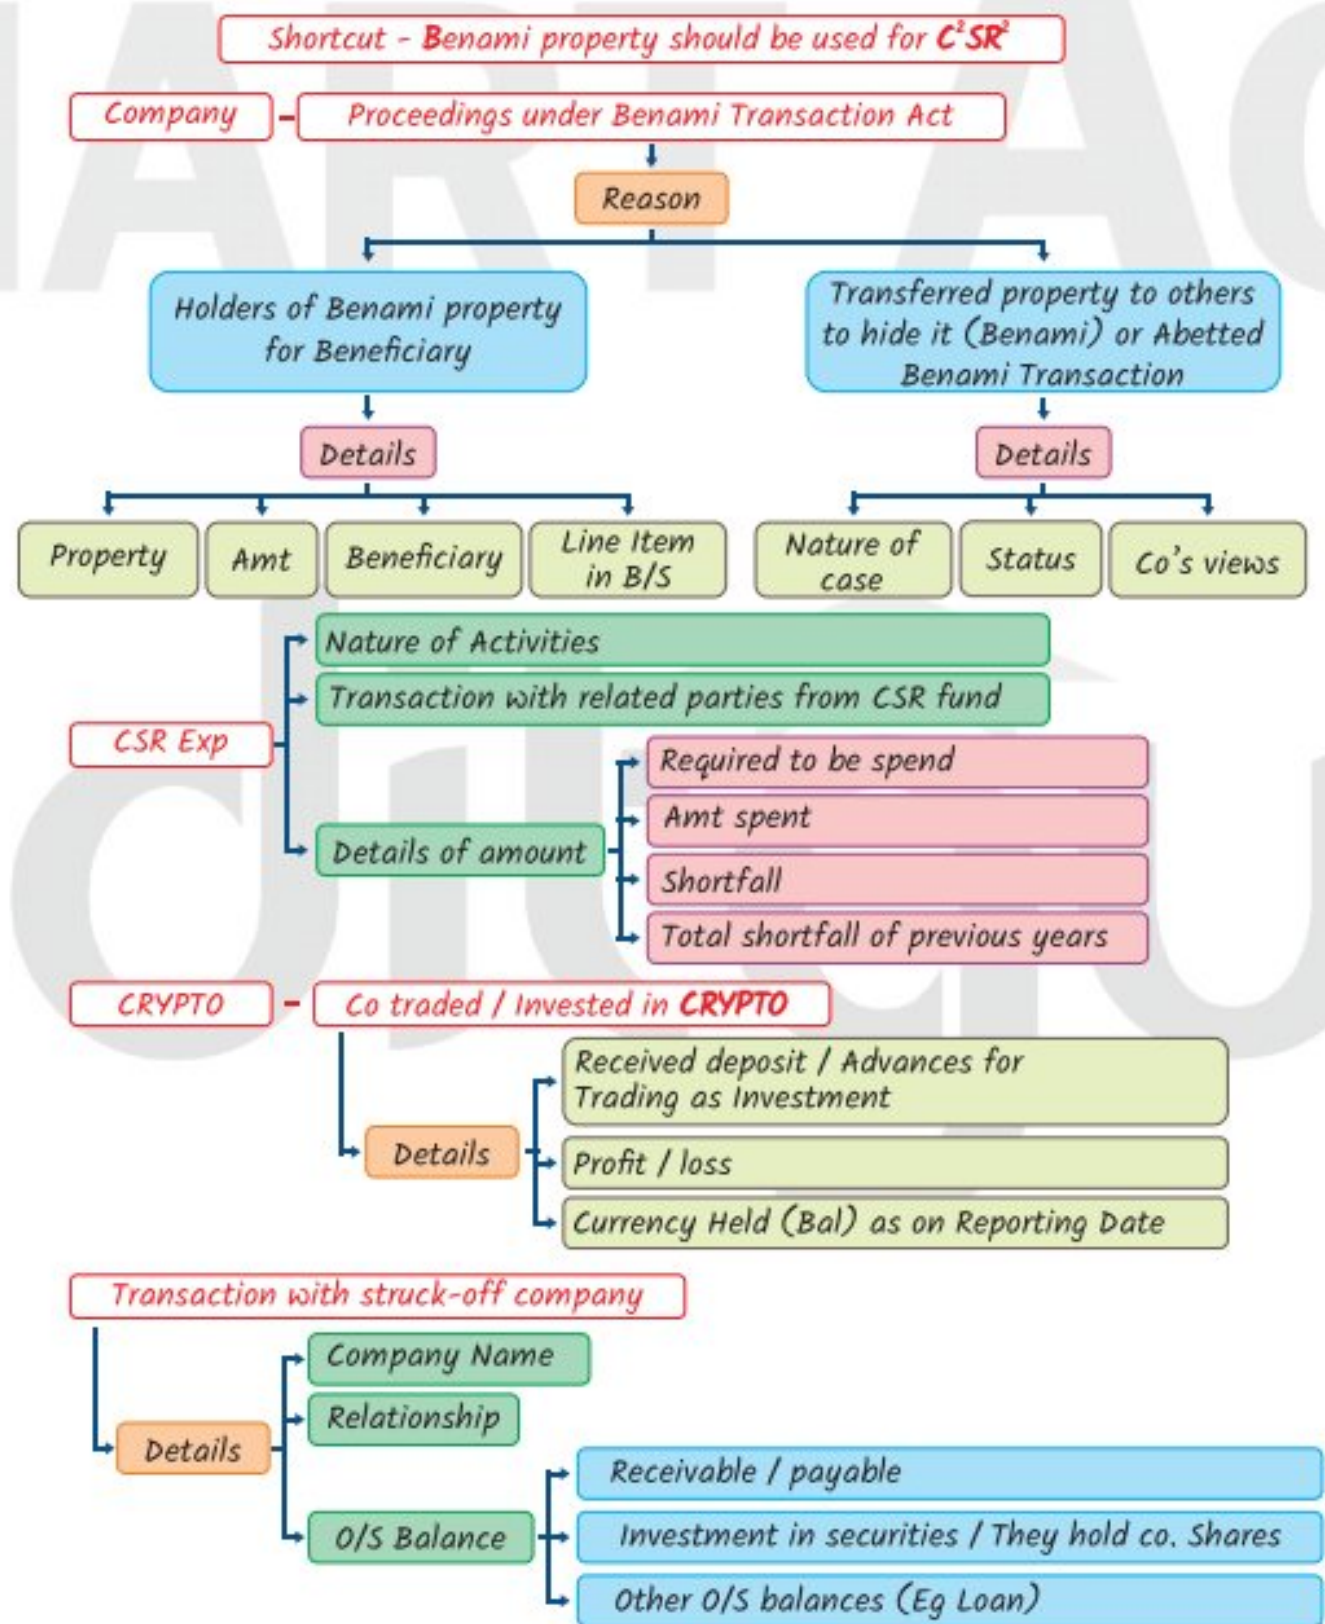 Shortcut - Benami property should be used for C²SR²
Company - Proceedings under Benami Transaction Act
Reason
Holders of Benami property
for Beneficiary
Transferred property to others
to hide it (Benami) or Abetted
Benami Transaction
Details
Details
Property
Amt
Beneficiary
Line Item
in B/S
Nature of
case
Status
Co's views
Nature of Activities
Transaction with related parties from CSR fund
CSR Exp
Details of amount
Required to be spend
Amt spent
Shortfall
Total shortfall of previous years
CRYPTO - Co traded / Invested in CRYPTO
Details
Received deposit / Advances for
Trading as Investment
Profit / loss
Currency Held (Bal) as on Reporting Date
Transaction with struck-off company
Details
Company Name
Relationship
O/S Balance
Receivable / payable
Investment in securities / They hold co. Shares
Other O/S balances (Eg Loan)